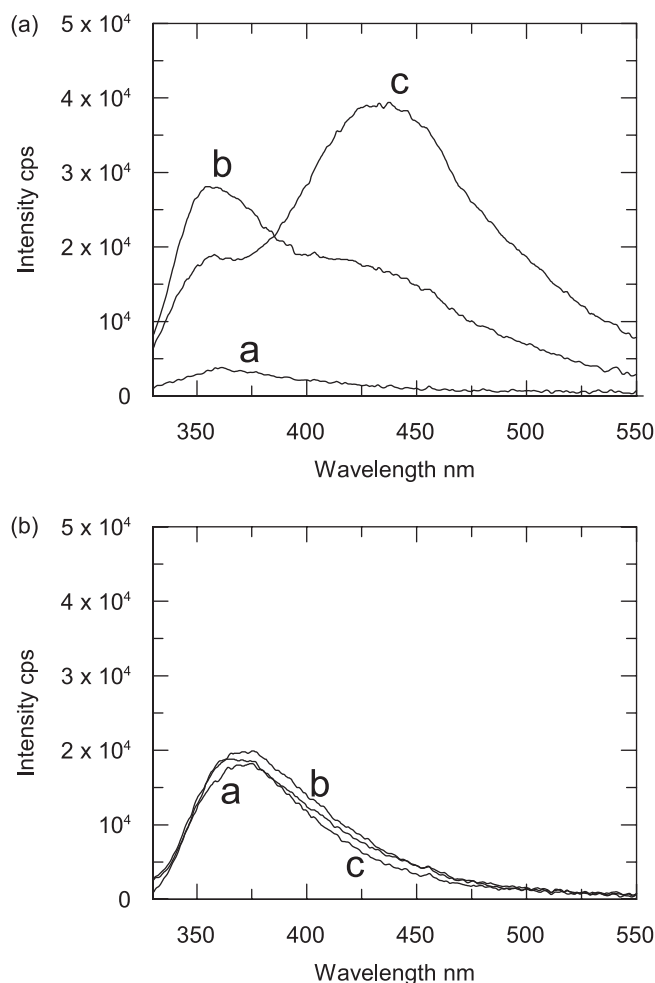 (a)
5 x 10⁴
4 x 10⁴
3 x 10⁴
2 x 10⁴
10⁴
0
Intensity cps
c
b
a
350 400 450 500 550
Wavelength nm
(b)
5 x 10⁴
4 x 10⁴
3 x 10⁴
2 x 10⁴
10⁴
0
Intensity cps
a
b
c
350 400 450 500 550
Wavelength nm